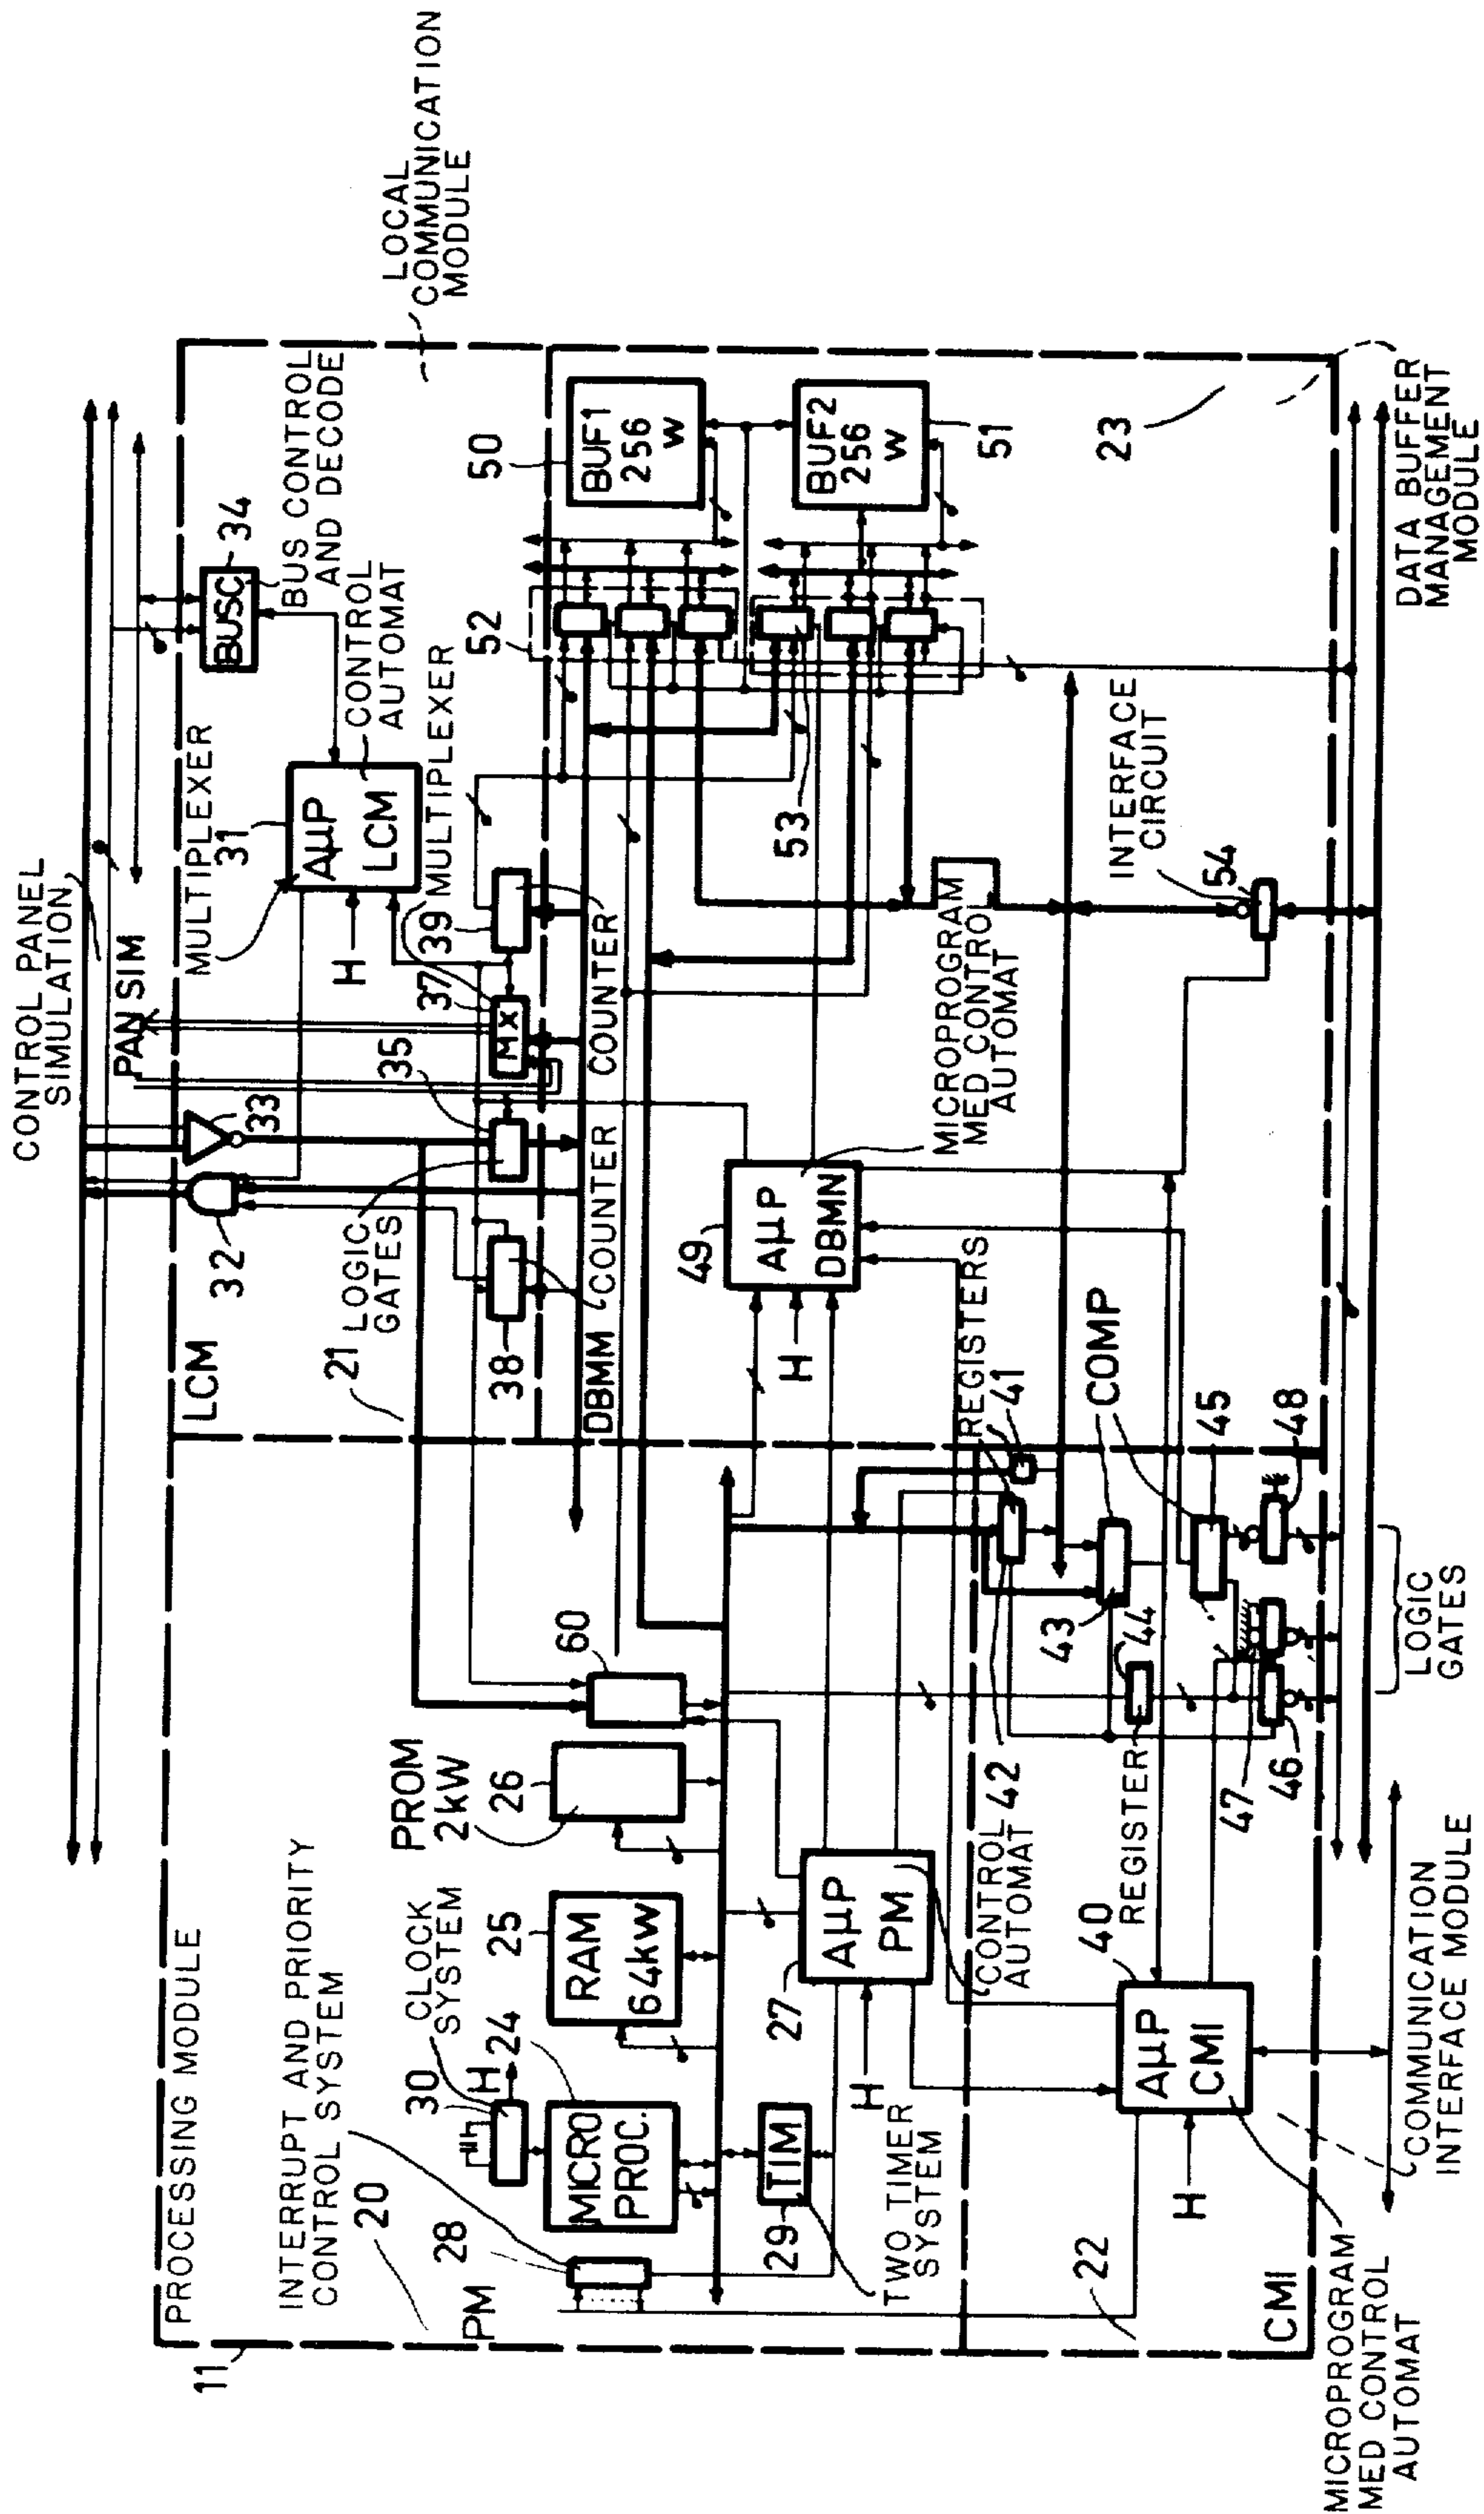 CONTROL PANEL
SIMULATION
PAN SIM
LOCAL
COMMUNICATION
MODULE
LCM
32
33
MULTIPLEXER
31
AµP
LCM
H
CONTROL
AUTOMAT
BUSC
34
BUS CONTROL
AND DECODE
21
LOGIC
GATES
35
37
39
MULTIPLEXER
MX
38
COUNTER
COUNTER
DBMM
52
50
BUF1
256
W
BUF2
256
W
51
53
23
49
AµP
DBMN
H
MICROPROGRAM
MED CONTROL
AUTOMAT
INTERFACE
CIRCUIT
54
DATA BUFFER
MANAGEMENT
MODULE
11
PROCESSING MODULE
INTERRUPT AND PRIORITY
CONTROL SYSTEM
20
PM
28
30
CLOCK
SYSTEM
H
24
MICRO
PROC.
25
RAM
64kW
PROM
2kW
26
60
29
TIM
TWO TIMER
SYSTEM
27
AµP
PM
H
CONTROL
AUTOMAT
REGISTERS
41
42
43
COMP
44
REGISTER
45
46
47
48
LOGIC
GATES
22
CMI
40
AµP
CMI
H
MICROPROGRAM
MED CONTROL
AUTOMAT
COMMUNICATION
INTERFACE MODULE